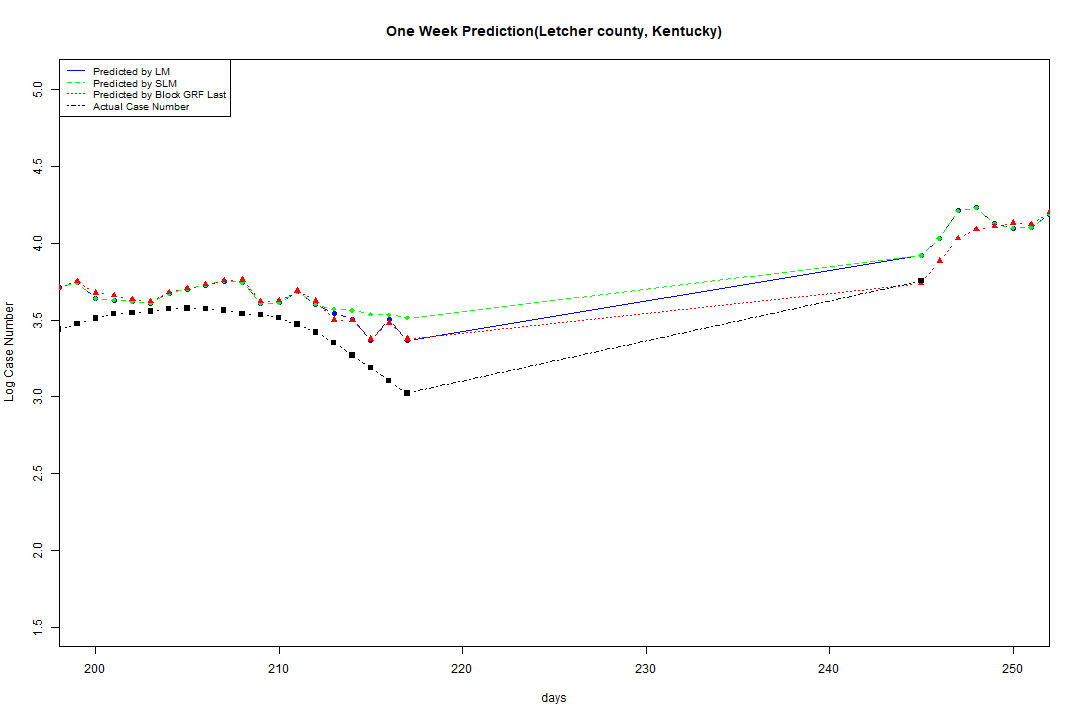 One Week Prediction(Letcher county, Kentucky)
Predicted by LM
Predicted by SLM
Predicted by Block GRF Last
Actual Case Number
5.0
4.5
4.0
3.5
3.0
2.5
2.0
1.5
Log Case Number
200 210 220 230 240 250
days